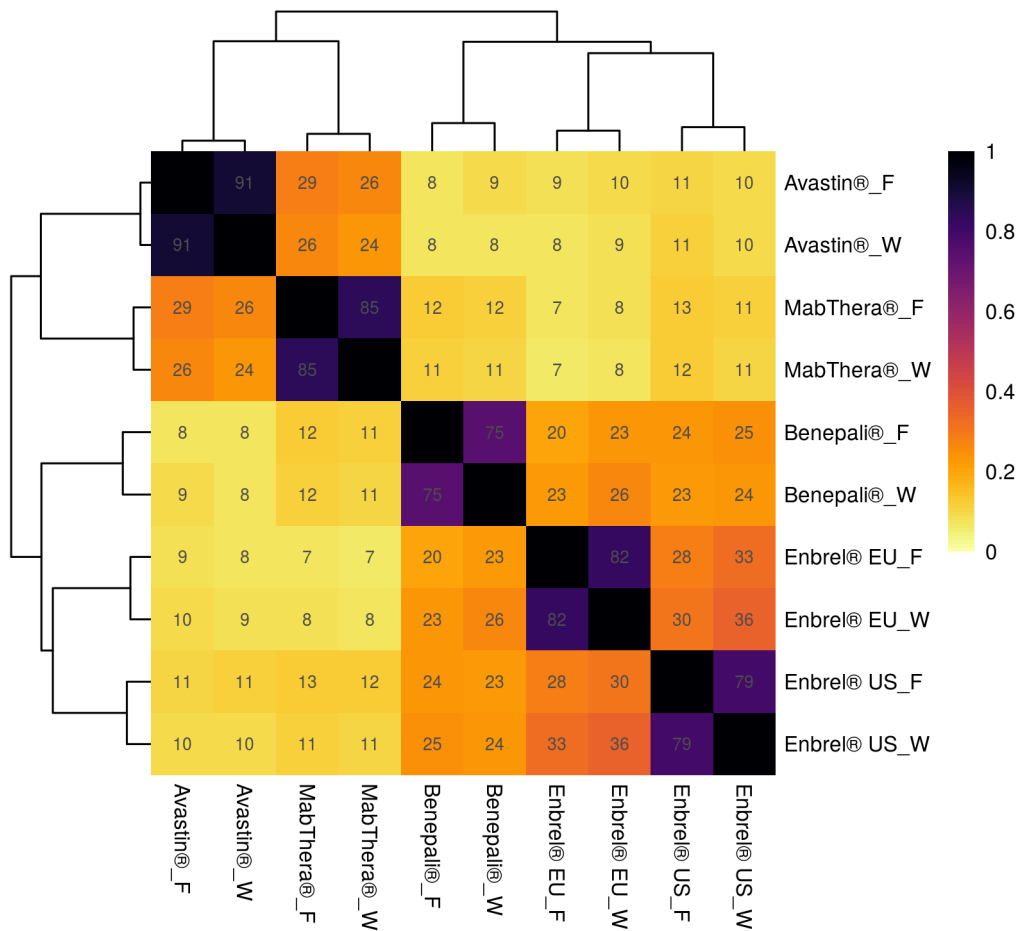 91 29 26 8 9 9 10 11 10 Avastin®_F
91 26 24 8 8 8 9 11 10 Avastin®_W
29 26 85 12 12 7 8 13 11 MabThera®_F
26 24 85 11 11 7 8 12 11 MabThera®_W
8 8 12 11 75 20 23 24 25 Benepali®_F
9 8 12 11 75 23 26 23 24 Benepali®_W
9 8 7 7 20 23 82 28 33 Enbrel® EU_F
10 9 8 8 23 26 82 30 36 Enbrel® EU_W
11 11 13 12 24 23 28 30 79 Enbrel® US_F
10 10 11 11 25 24 33 36 79 Enbrel® US_W
1
0.8
0.6
0.4
0.2
0
Avastin®_F
Avastin®_W
MabThera®_F
MabThera®_W
Benepali®_F
Benepali®_W
Enbrel® EU_F
Enbrel® EU_W
Enbrel® US_F
Enbrel® US_W